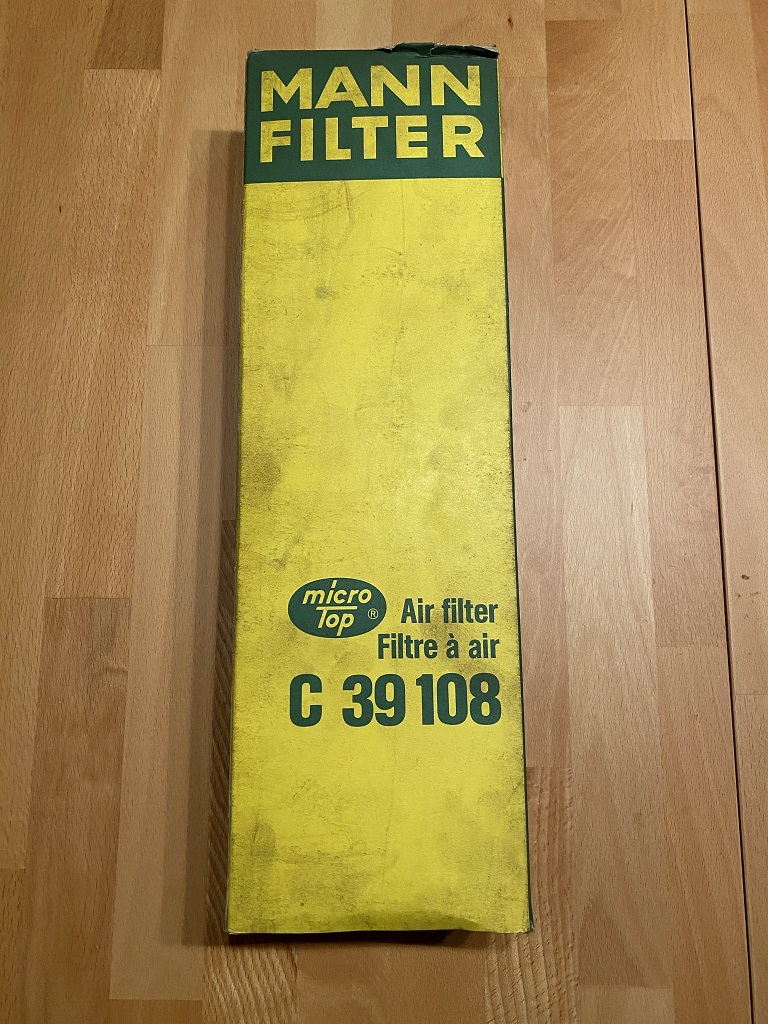 MANN
FILTER
micro
Top ®
Air filter
Filtre à air
C 39 108